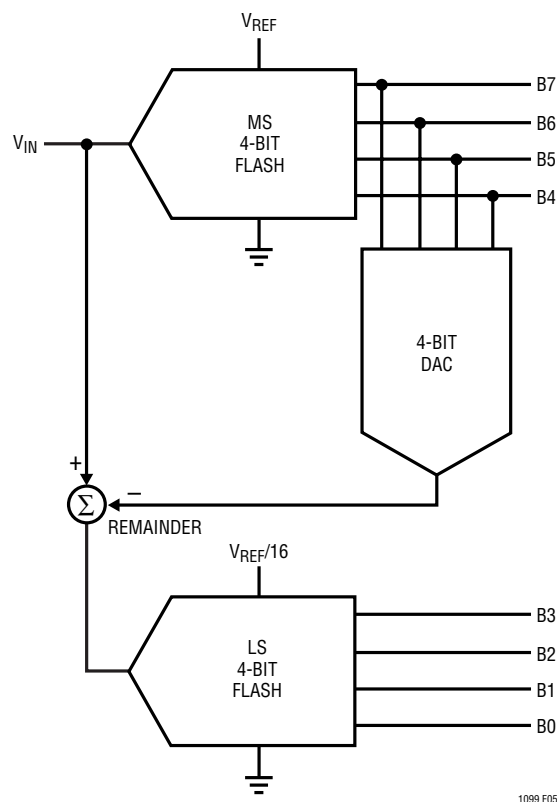 VREF
B7
MS
4-BIT
FLASH
B6
VIN
B5
B4
4-BIT
DAC
+
−
Σ
REMAINDER
VREF/16
B3
LS
4-BIT
FLASH
B2
B1
B0
1099 F05